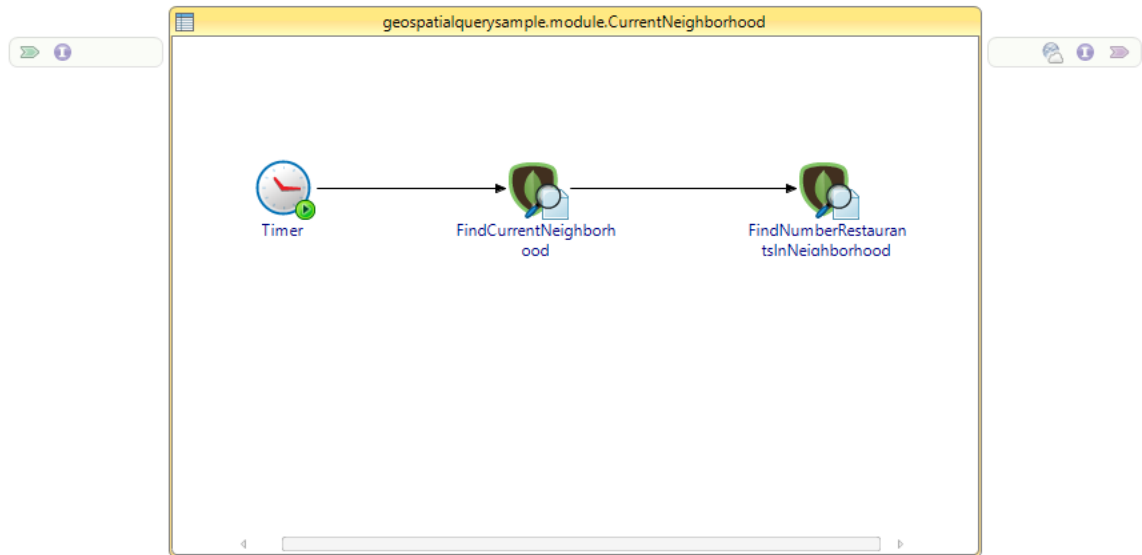 geospatialquerysample.module.CurrentNeighborhood
Timer
FindCurrentNeighborh
ood
FindNumberRestauran
tsInNeighborhood